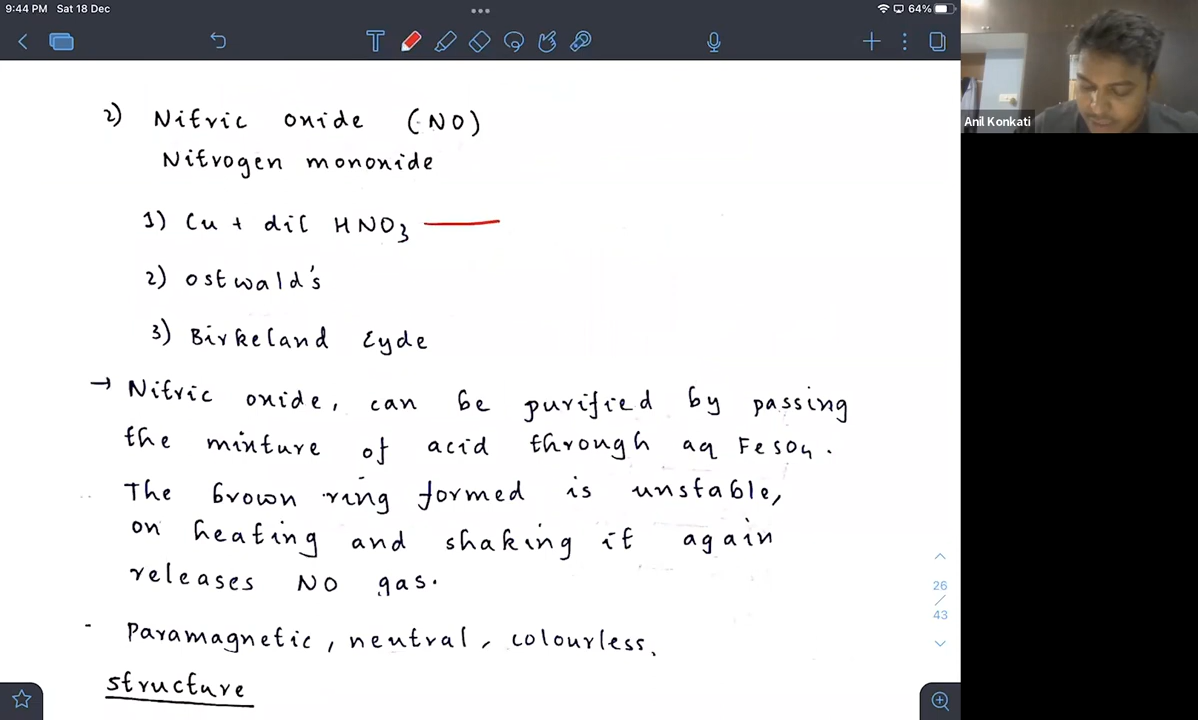 9:44 PM Sat 18 Dec
64%
T
Anil Konkati
2) Nitric oxide (NO)
Nitrogen monoxide
1) Cu + dil HNO3
2) Ostwald's
3) Birkeland Eyde
→ Nitric oxide, can be purified by passing
the mixture of acid through aq FeSO4.
The brown ring formed is unstable,
on heating and shaking it again
releases NO gas.
- Paramagnetic, neutral, colourless.
structure
26
/
43